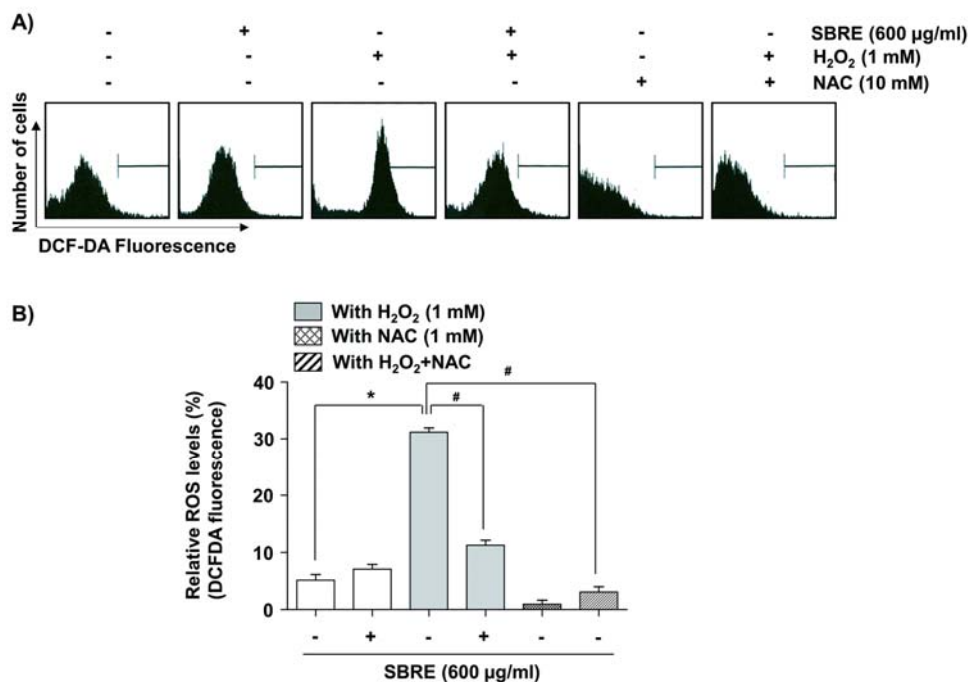 A)
- + - + - - SBRE (600 µg/ml)
- - + + - + H₂O₂ (1 mM)
- - - - + + NAC (10 mM)
Number of cells
DCF-DA Fluorescence
B)
With H₂O₂ (1 mM)
With NAC (1 mM)
With H₂O₂+NAC
Relative ROS levels (%)
(DCFDA fluorescence)
40
30
20
10
0
* # #
- + - + - -
SBRE (600 µg/ml)